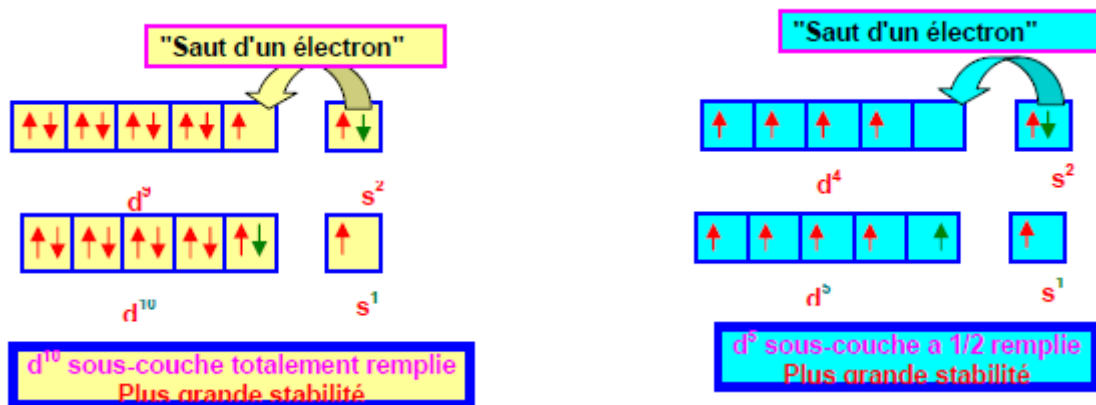 "Saut d'un électron"
d⁹ s²
d¹⁰ s¹
d¹⁰ sous-couche totalement remplie
Plus grande stabilité
"Saut d'un électron"
d⁴ s²
d⁵ s¹
d⁵ sous-couche a 1/2 remplie
Plus grande stabilité